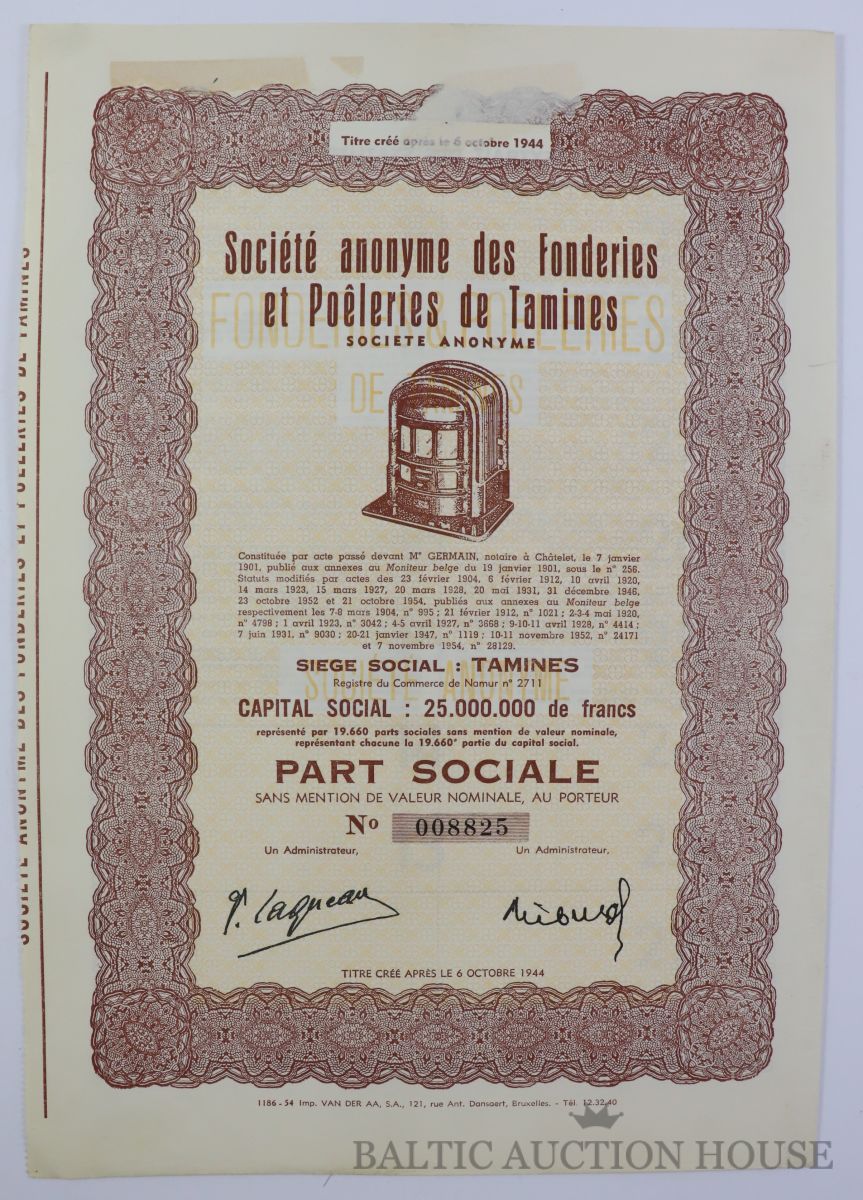 Titre créé après le 6 octobre 1944
Société anonyme des Fonderies
et Poêleries de Tamines
SOCIETE ANONYME
Constituée par acte passé devant Mᵉ GERMAIN, notaire à Châtelet, le 7 janvier
1901, publié aux annexes au Moniteur belge du 19 janvier 1901, sous le n° 256.
Statuts modifiés par actes des 23 février 1904, 6 février 1912, 10 avril 1920,
14 mars 1923, 15 mars 1927, 20 mars 1928, 20 mai 1931, 31 décembre 1946,
23 octobre 1952 et 21 octobre 1954, publiés aux annexes au Moniteur belge
respectivement les 7-8 mars 1904, n° 995 ; 21 février 1912, n° 1021 ; 2-3-4 mai 1920,
n° 4798 ; 1 avril 1923, n° 3042 ; 4-5 avril 1927, n° 3668 ; 9-10-11 avril 1928, n° 4414 ;
7 juin 1931, n° 9030 ; 20-21 janvier 1947, n° 1119 ; 10-11 novembre 1952, n° 24171
et 7 novembre 1954, n° 28129.
SIEGE SOCIAL : TAMINES
Registre du Commerce de Namur n° 2711
CAPITAL SOCIAL : 25.000.000 de francs
représenté par 19.660 parts sociales sans mention de valeur nominale,
représentant chacune la 19.660ᵉ partie du capital social.
PART SOCIALE
SANS MENTION DE VALEUR NOMINALE, AU PORTEUR
Nº 008825
Un Administrateur, Un Administrateur,
TITRE CRÉÉ APRÈS LE 6 OCTOBRE 1944
1186 - 54 Imp. VAN DER AA, S.A., 121, rue Ant. Dansaert, Bruxelles. - Tél. 12.32.40
SOCIÉTÉ ANONYME DES FONDERIES ET POÊLERIES DE TAMINES
FONDERIES & POELERIES
DE TAMINES
SOCIÉTÉ ANONYME
BALTIC AUCTION HOUSE